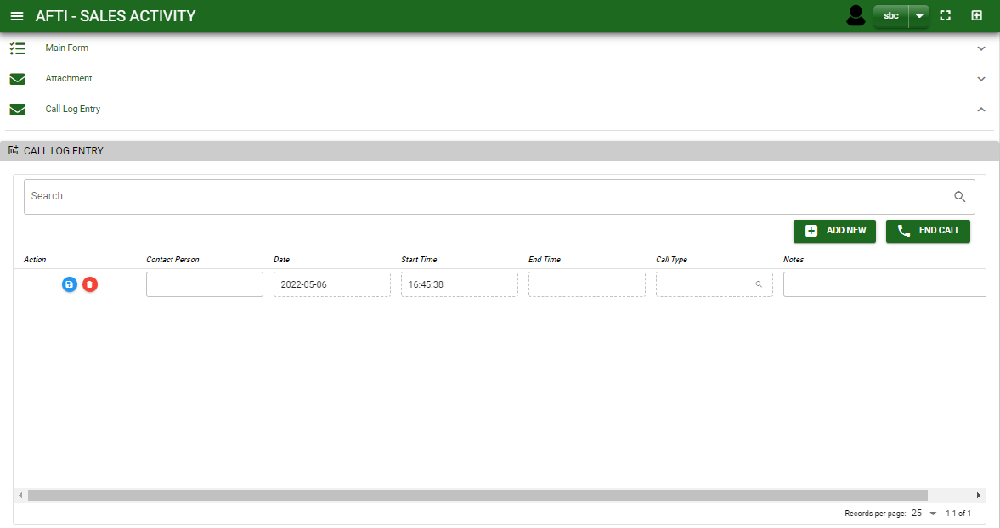 AFTI - SALES ACTIVITY
sbc
Main Form
Attachment
Call Log Entry
CALL LOG ENTRY
Search
ADD NEW
END CALL
Action Contact Person Date Start Time End Time Call Type Notes
2022-05-06 16:45:38
Records per page: 25 1-1 of 1